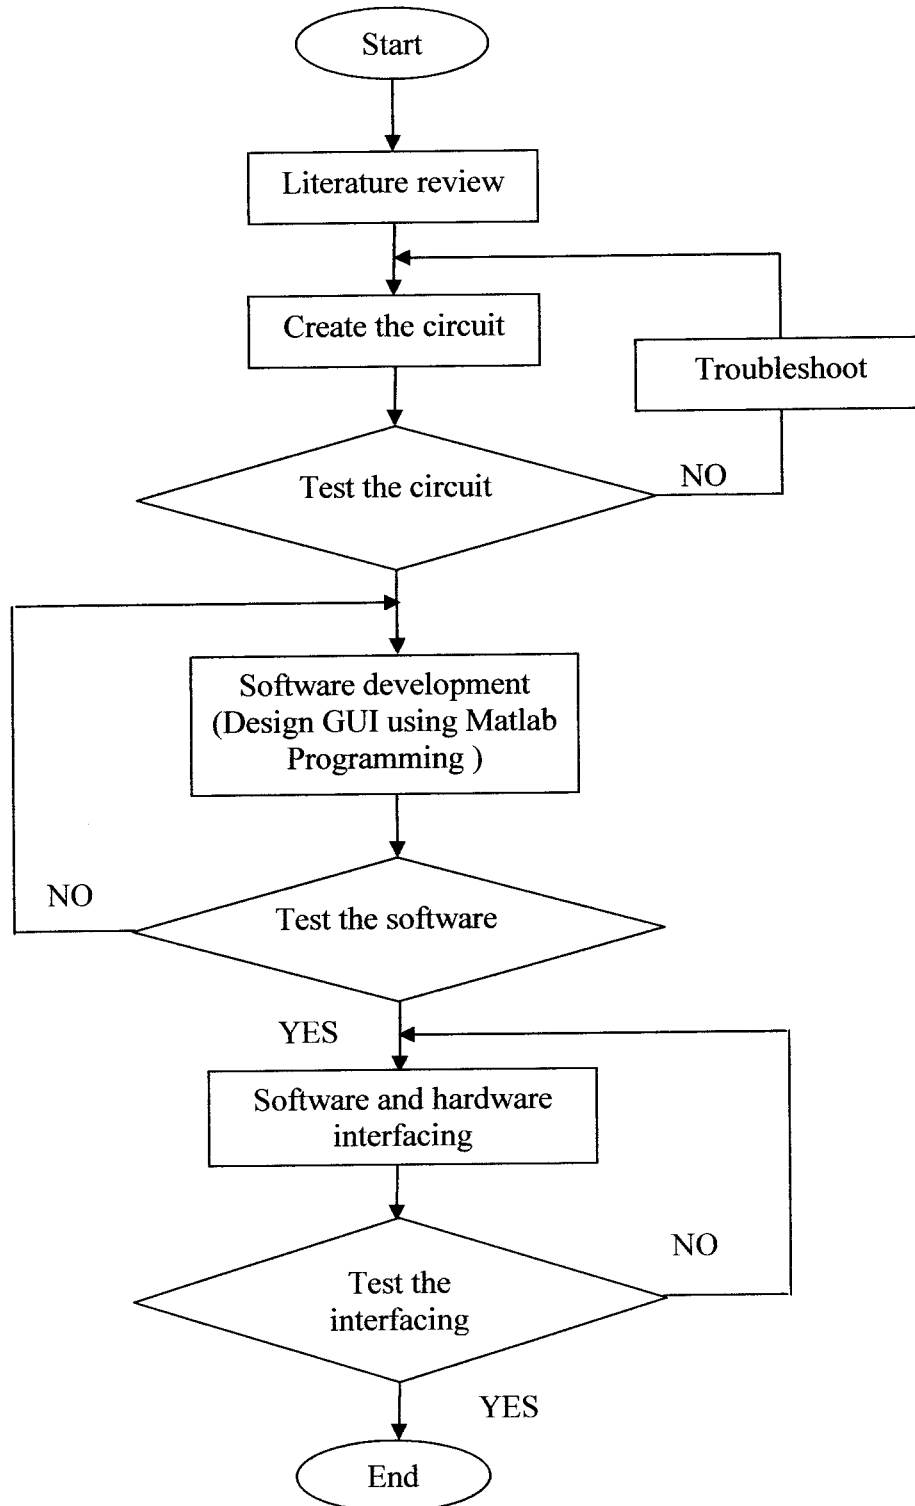 Start
Literature review
Create the circuit
Troubleshoot
Test the circuit
NO
Software development
(Design GUI using Matlab
Programming )
NO
Test the software
YES
Software and hardware
interfacing
NO
Test the
interfacing
YES
End